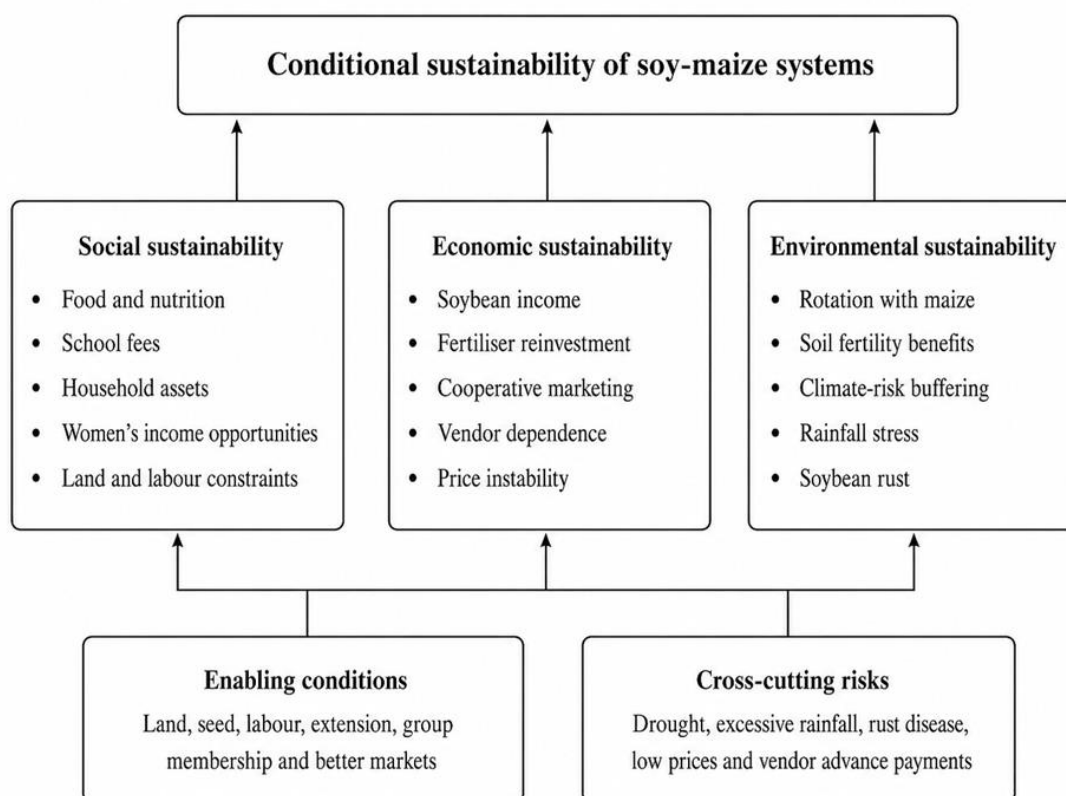 Conditional sustainability of soy-maize systems
Social sustainability
• Food and nutrition
• School fees
• Household assets
• Women’s income opportunities
• Land and labour constraints
Economic sustainability
• Soybean income
• Fertiliser reinvestment
• Cooperative marketing
• Vendor dependence
• Price instability
Environmental sustainability
• Rotation with maize
• Soil fertility benefits
• Climate-risk buffering
• Rainfall stress
• Soybean rust
Enabling conditions
Land, seed, labour, extension, group
membership and better markets
Cross-cutting risks
Drought, excessive rainfall, rust disease,
low prices and vendor advance payments